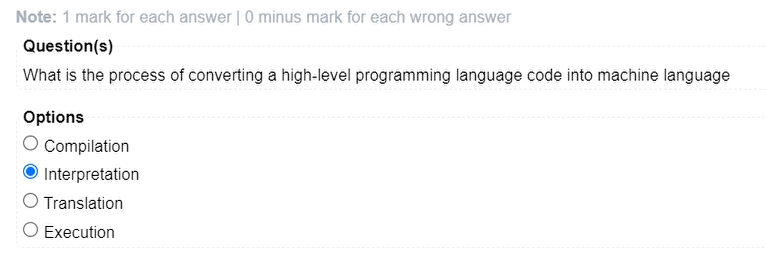 Note: 1 mark for each answer | 0 minus mark for each wrong answer
Question(s)
What is the process of converting a high-level programming language code into machine language
Options
Compilation
Interpretation
Translation
Execution